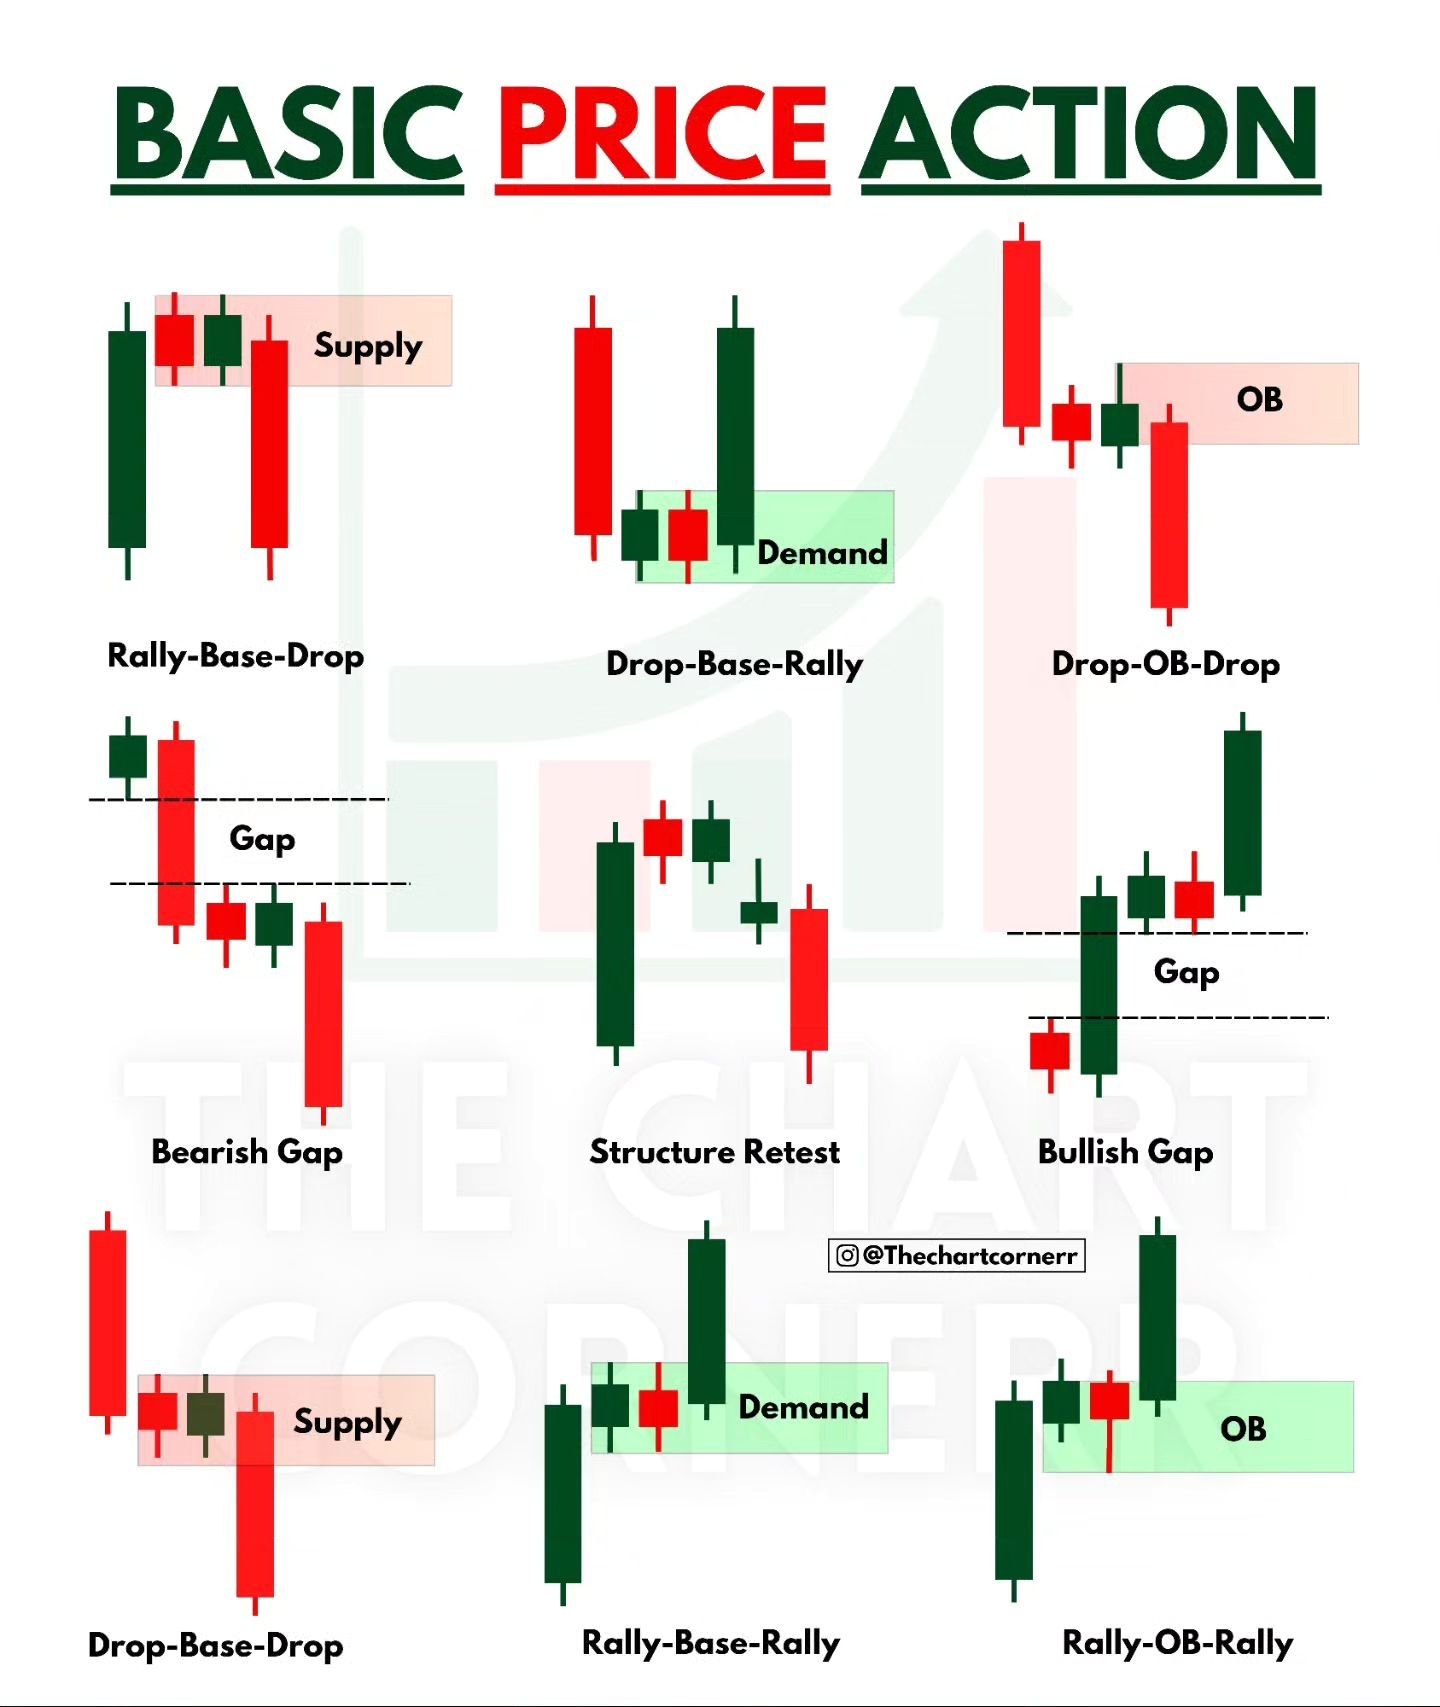 BASIC PRICE ACTION
Supply
Demand
OB
Rally-Base-Drop
Drop-Base-Rally
Drop-OB-Drop
Gap
Gap
Bearish Gap
Structure Retest
Bullish Gap
THE CHART
CORNERR
@Thechartcornerr
Supply
Demand
OB
Drop-Base-Drop
Rally-Base-Rally
Rally-OB-Rally